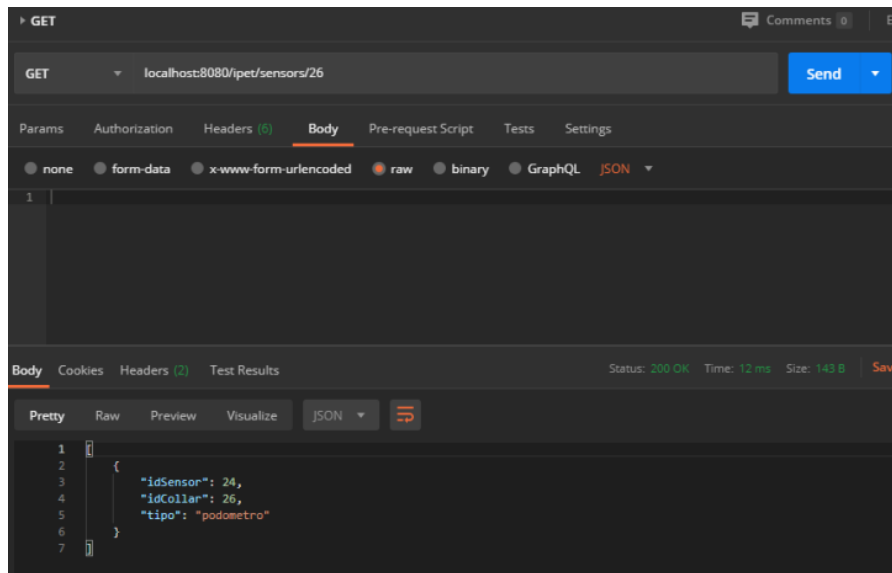 GET
Comments 0
GET localhost:8080/ipet/sensors/26 Send
Params Authorization Headers (6) Body Pre-request Script Tests Settings
none form-data x-www-form-urlencoded raw binary GraphQL JSON
1
Body Cookies Headers (2) Test Results Status: 200 OK Time: 12 ms Size: 143 B Sav
Pretty Raw Preview Visualize JSON
1 [
2 {
3 "idSensor": 24,
4 "idCollar": 26,
5 "tipo": "podometro"
6 }
7 ]